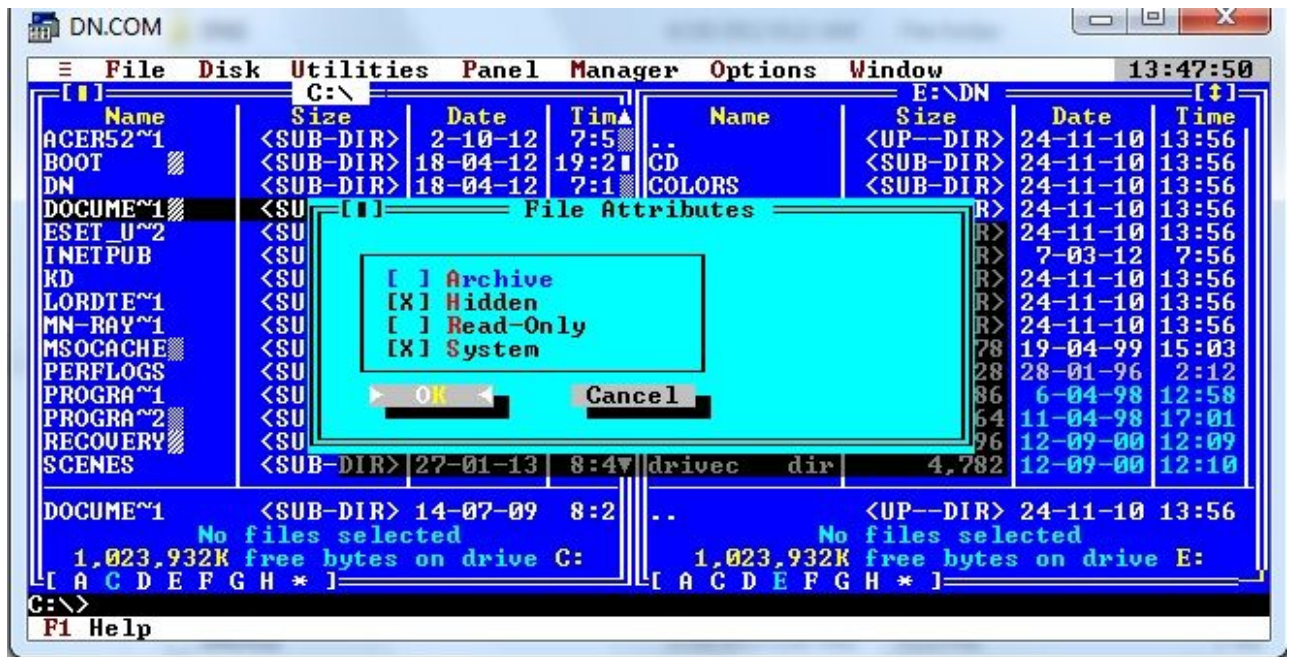 DN.COM
≡ File Disk Utilities Panel Manager Options Window 13:47:50
C:\ E:\DN
Name Size Date Tim Name Size Date Time
ACER52~1 <SUB-DIR> 2-10-12 7:5 .. <UP--DIR> 24-11-10 13:56
BOOT <SUB-DIR> 18-04-12 19:2 CD <SUB-DIR> 24-11-10 13:56
DN <SUB-DIR> 18-04-12 7:1 COLORS <SUB-DIR> 24-11-10 13:56
DOCUME~1 <SU File Attributes R> 24-11-10 13:56
ESET_U~2 <SU R> 24-11-10 13:56
INETPUB <SU R> 7-03-12 7:56
KD <SU [ ] Archive R> 24-11-10 13:56
LORDTE~1 <SU [X] Hidden R> 24-11-10 13:56
MN-RAY~1 <SU [ ] Read-Only R> 24-11-10 13:56
MSOCACHE <SU [X] System 78 19-04-99 15:03
PERFLOGS <SU 28 28-01-96 2:12
PROGRA~1 <SU OK Cancel 86 6-04-98 12:58
PROGRA~2 <SU 64 11-04-98 17:01
RECOVERY <SU 96 12-09-00 12:09
SCENES <SUB-DIR> 27-01-13 8:4 drivec dir 4,782 12-09-00 12:10
DOCUME~1 <SUB-DIR> 14-07-09 8:2 .. <UP--DIR> 24-11-10 13:56
No files selected No files selected
1,023,932K free bytes on drive C: 1,023,932K free bytes on drive E:
[ A C D E F G H * ] [ A C D E F G H * ]
C:\>
F1 Help